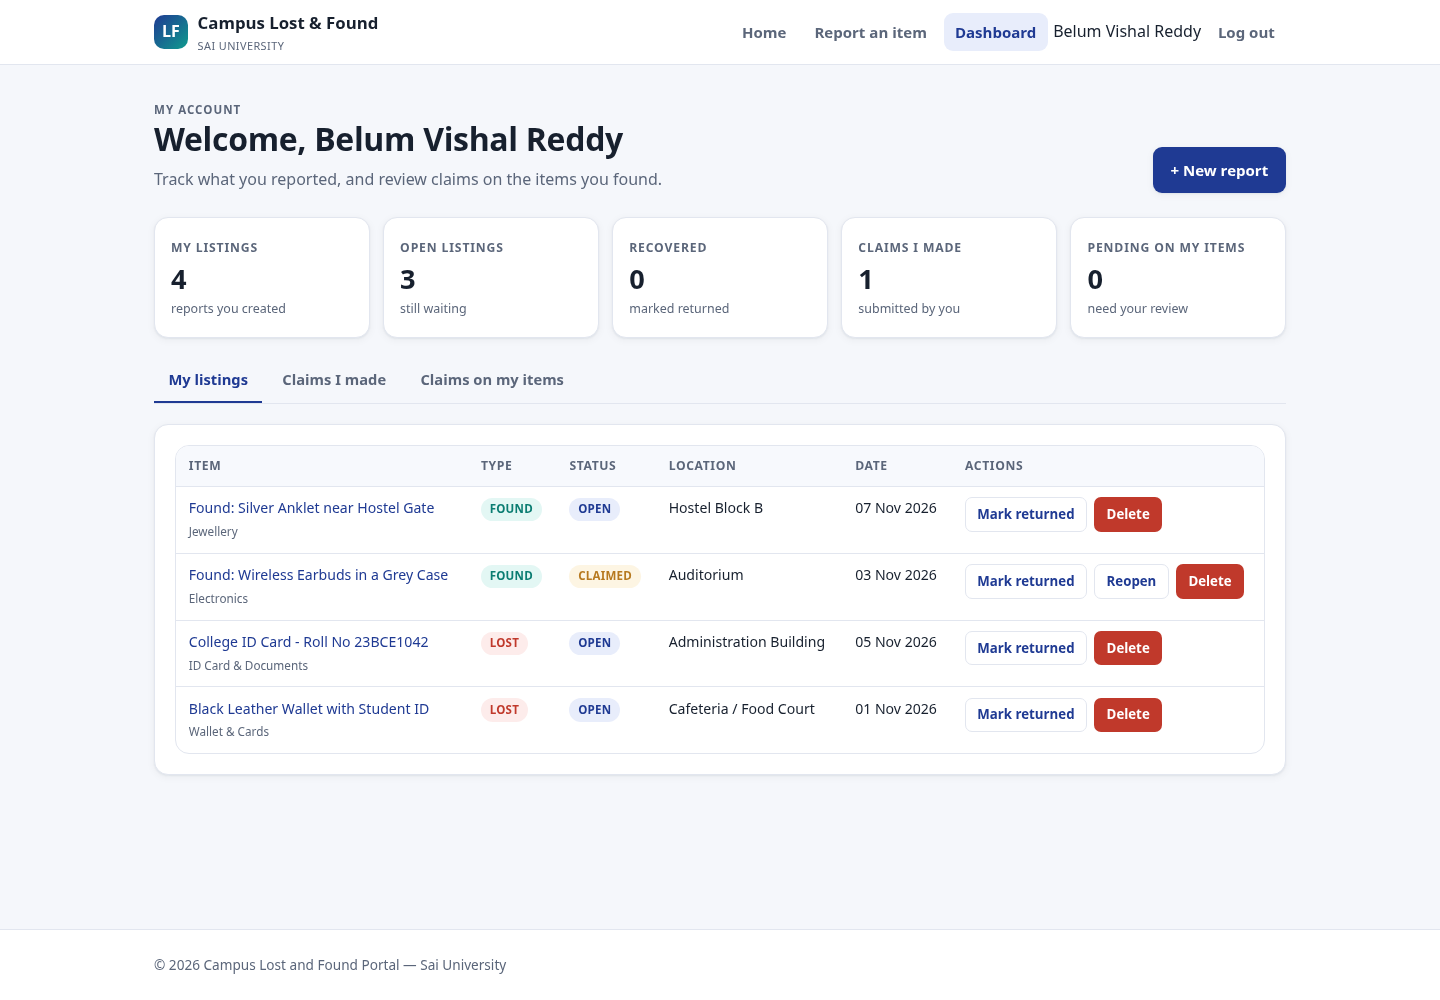 LF
Campus Lost & Found
SAI UNIVERSITY
Home
Report an item
Dashboard
Belum Vishal Reddy
Log out
MY ACCOUNT
Welcome, Belum Vishal Reddy
Track what you reported, and review claims on the items you found.
+ New report
MY LISTINGS
4
reports you created
OPEN LISTINGS
3
still waiting
RECOVERED
0
marked returned
CLAIMS I MADE
1
submitted by you
PENDING ON MY ITEMS
0
need your review
My listings
Claims I made
Claims on my items
ITEM TYPE STATUS LOCATION DATE ACTIONS
Found: Silver Anklet near Hostel Gate FOUND OPEN Hostel Block B 07 Nov 2026 Mark returned Delete
Jewellery
Found: Wireless Earbuds in a Grey Case FOUND CLAIMED Auditorium 03 Nov 2026 Mark returned Reopen Delete
Electronics
College ID Card - Roll No 23BCE1042 LOST OPEN Administration Building 05 Nov 2026 Mark returned Delete
ID Card & Documents
Black Leather Wallet with Student ID LOST OPEN Cafeteria / Food Court 01 Nov 2026 Mark returned Delete
Wallet & Cards
© 2026 Campus Lost and Found Portal — Sai University